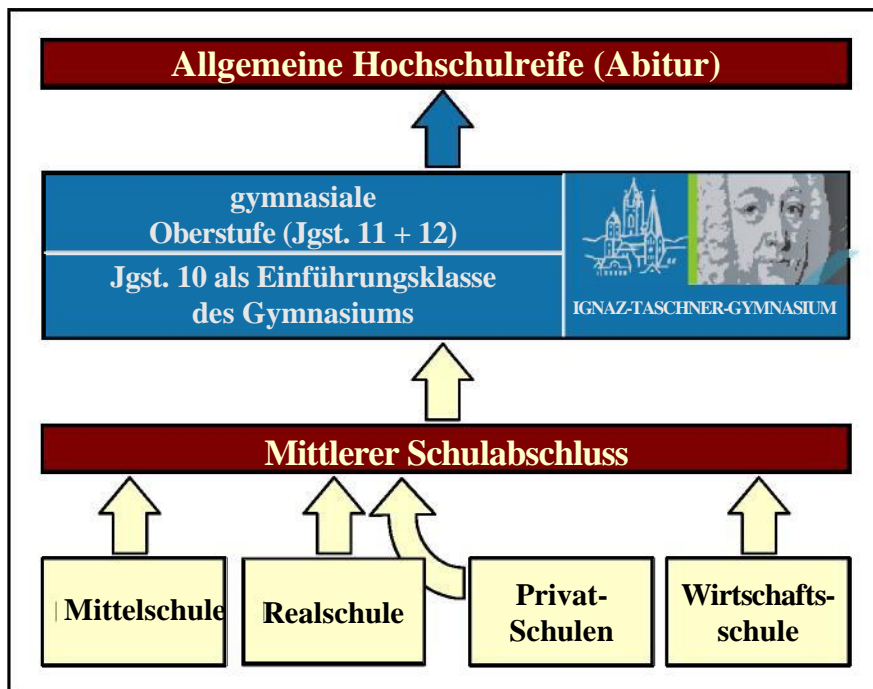 Allgemeine Hochschulreife (Abitur)
gymnasiale
Oberstufe (Jgst. 11 + 12)
Jgst. 10 als Einführungsklasse
des Gymnasiums
IGNAZ-TASCHNER-GYMNASIUM
Mittlerer Schulabschluss
Mittelschule
Realschule
Privat-
Schulen
Wirtschafts-
schule